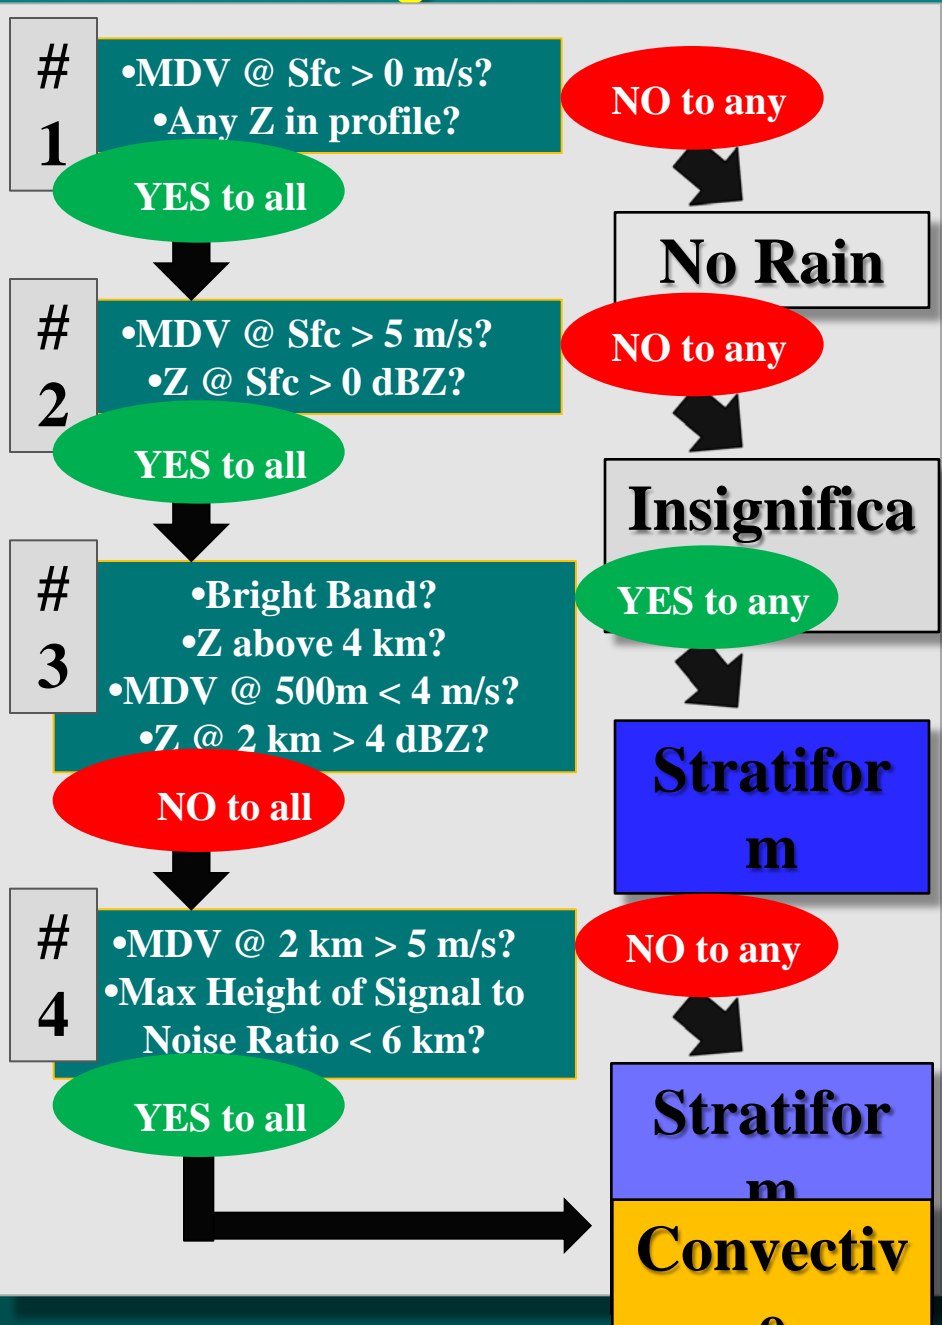 #
1
•MDV @ Sfc > 0 m/s?
•Any Z in profile?
NO to any
YES to all
No Rain
#
2
•MDV @ Sfc > 5 m/s?
•Z @ Sfc > 0 dBZ?
NO to any
YES to all
Insignifica
#
3
•Bright Band?
•Z above 4 km?
•MDV @ 500m < 4 m/s?
•Z @ 2 km > 4 dBZ?
YES to any
NO to all
Stratifor
m
#
4
•MDV @ 2 km > 5 m/s?
•Max Height of Signal to
Noise Ratio < 6 km?
NO to any
YES to all
Stratifor
m
Convectiv
e